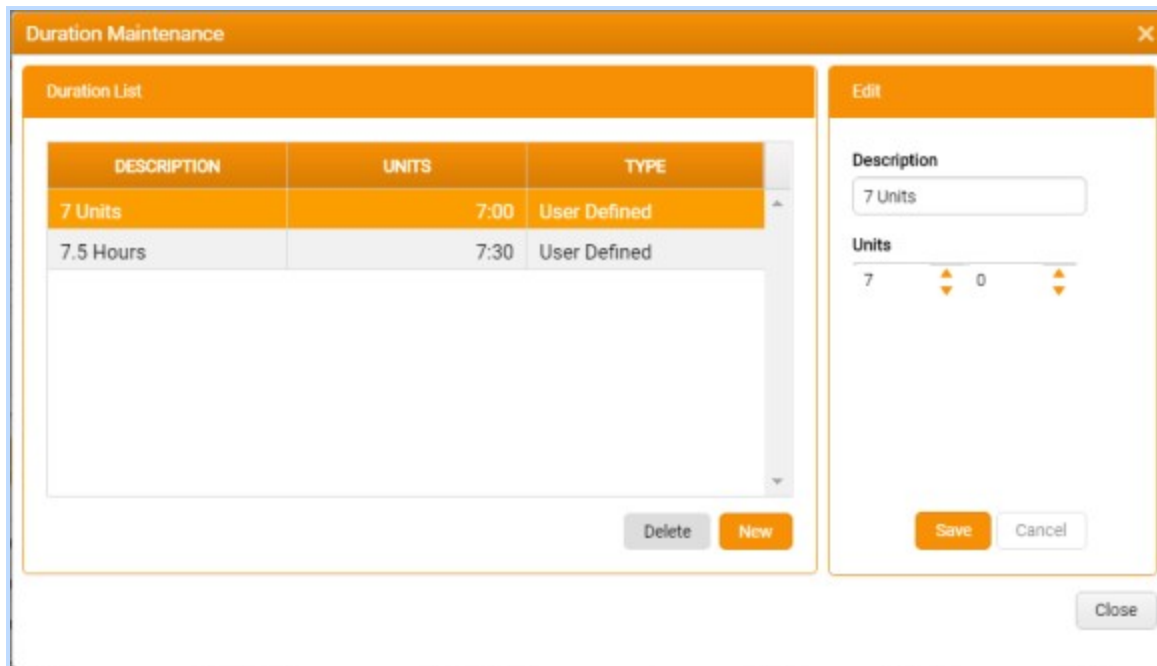 Duration Maintenance
Duration List
DESCRIPTION UNITS TYPE
7 Units 7:00 User Defined
7.5 Hours 7:30 User Defined
Delete New
Edit
Description
7 Units
Units
7 0
Save Cancel
Close